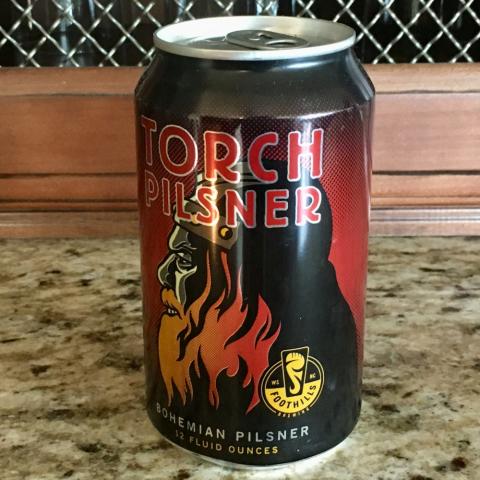 TORCH
PILSNER
WS NC
FOOTHILLS
BREWING
BOHEMIAN PILSNER
12 FLUID OUNCES